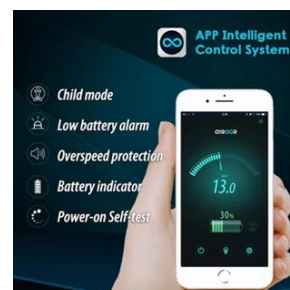 APP Intelligent
Control System
Child mode
Low battery alarm
Overspeed protection
Battery indicator
Power-on Self-test
GYROOR
13.0
30%